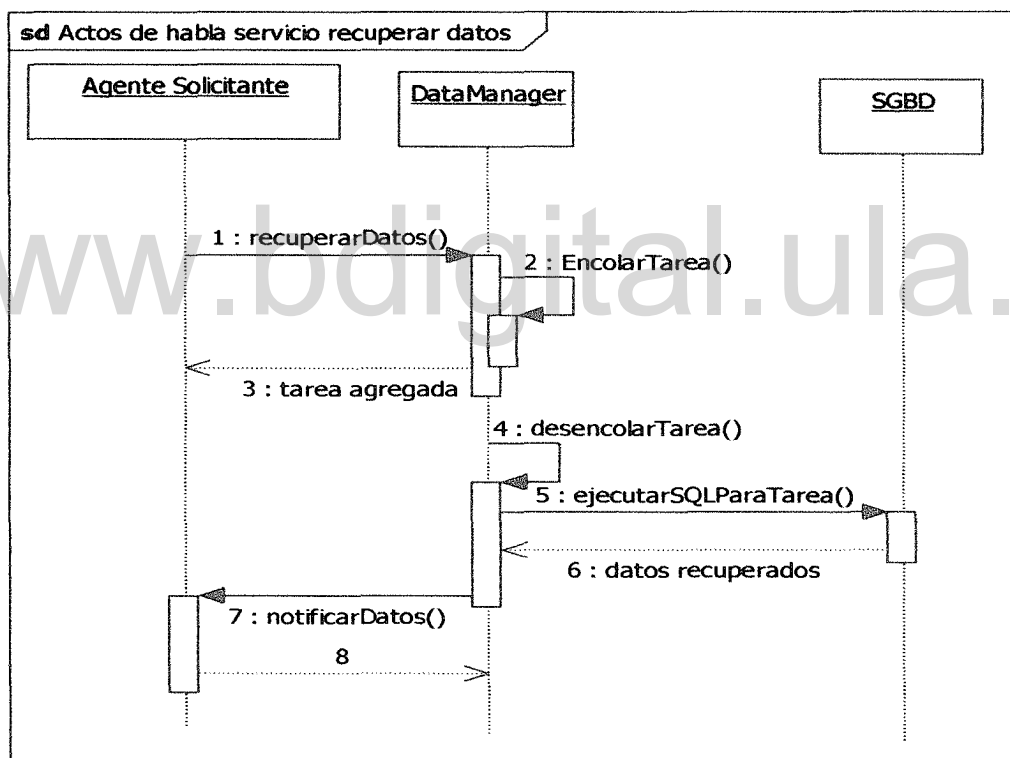 sd Actos de habla servicio recuperar datos
Agente Solicitante
DataManager
SGBD
www.bdigital.ula.
1 : recuperarDatos()
2 : EncolarTarea()
3 : tarea agregada
4 : desencolarTarea()
5 : ejecutarSQLParaTarea()
6 : datos recuperados
7 : notificarDatos()
8